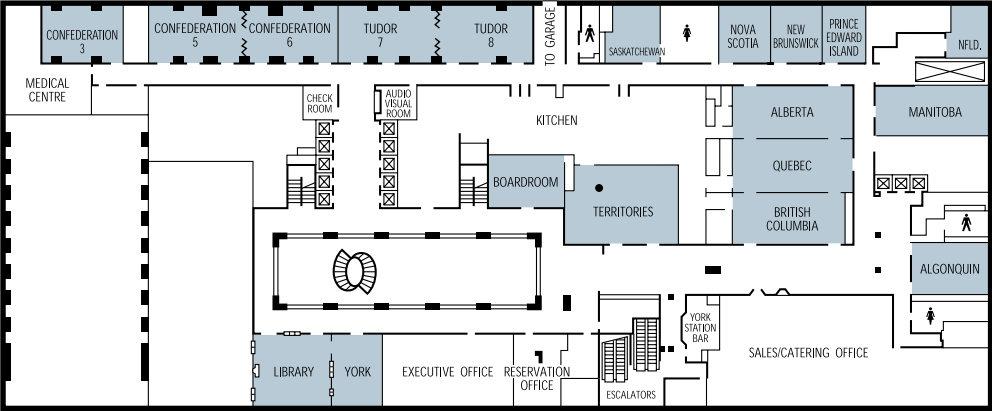 CONFEDERATION
3
CONFEDERATION
5
CONFEDERATION
6
TUDOR
7
TUDOR
8
TO GARAGE
SASKATCHEWAN
NOVA
SCOTIA
NEW
BRUNSWICK
PRINCE
EDWARD
ISLAND
NFLD.
MEDICAL
CENTRE
CHECK
ROOM
AUDIO
VISUAL
ROOM
KITCHEN
ALBERTA
MANITOBA
QUEBEC
BOARDROOM
TERRITORIES
BRITISH
COLUMBIA
ALGONQUIN
YORK
STATION
BAR
SALES/CATERING OFFICE
LIBRARY
YORK
EXECUTIVE OFFICE
RESERVATION
OFFICE
ESCALATORS